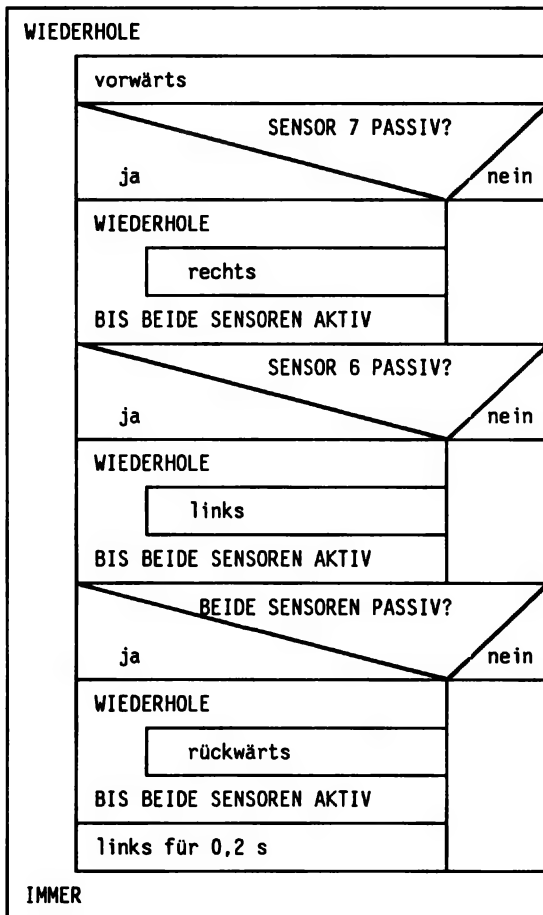 WIEDERHOLE
vorwärts
SENSOR 7 PASSIV?
ja nein
WIEDERHOLE
rechts
BIS BEIDE SENSOREN AKTIV
SENSOR 6 PASSIV?
ja nein
WIEDERHOLE
links
BIS BEIDE SENSOREN AKTIV
BEIDE SENSOREN PASSIV?
ja nein
WIEDERHOLE
rückwärts
BIS BEIDE SENSOREN AKTIV
links für 0,2 s
IMMER